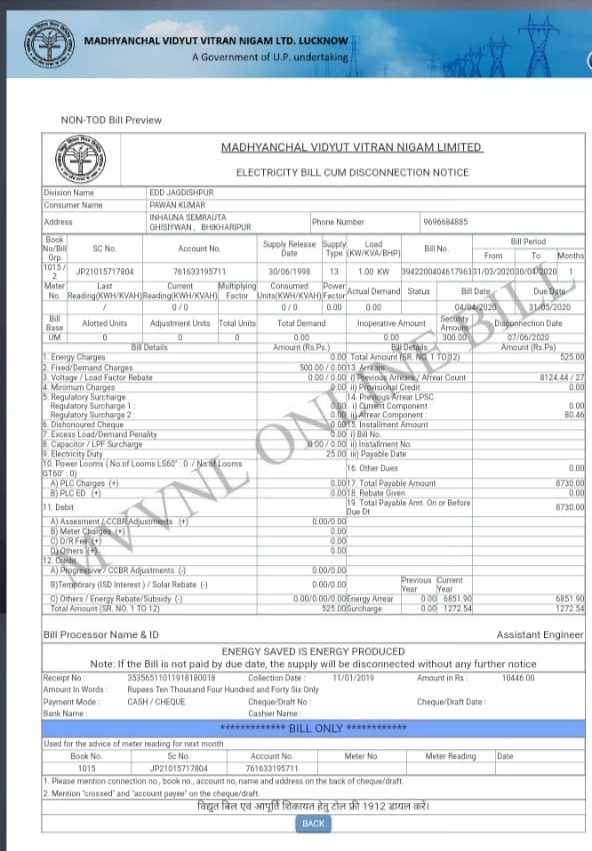 MADHYANCHAL VIDYUT VITRAN NIGAM LTD. LUCKNOW
A Government of U.P. undertaking
NON-TOD Bill Preview
MADHYANCHAL VIDYUT VITRAN NIGAM LIMITED
ELECTRICITY BILL CUM DISCONNECTION NOTICE
Division Name EDD JAGDISHPUR
Consumer Name PAWAN KUMAR
Address INHAUNA SEMRAUTA GHISIYWAN , BHIKHARIPUR Phone Number 9696684885
Book No/Bill Grp SC No. Account No. Supply Release Date Supply Type Load (KW/KVA/BHP) Bill No. Bill Period From To Months
1015 / 2 JP21015717804 761633195711 30/06/1998 13 1.00 KW 394220040461796 31/03/2020 30/04/2020 1
Meter No. Last Reading(KWH/KVAH) Current Reading(KWH/KVAH) Multiplying Factor Consumed Units(KWH/KVAH) Power Factor Actual Demand Status Bill Date Due Date
/ 0 / 0 0 / 0 0.00 0.00 04/04/2020 31/05/2020
Bill Base Alotted Units Adjustment Units Total Units Total Demand Inoperative Amount Security Amount Disconnection Date
UM 0 0 0 0.00 0.00 300.00 07/06/2020
Bill Details Amount (Rs.Ps.) Bill Details Amount (Rs.Ps)
1. Energy Charges 0.00 Total Amount (SR. NO. 1 TO 12) 525.00
2. Fixed/Demand Charges 500.00 / 0.00 13. Arrears
3. Voltage / Load Factor Rebate 0.00 / 0.00 i) Previous Arrears / Arrear Count 8124.44 / 27
4. Minimum Charges 0.00 ii) Provisional Credit 0.00
5. Regulatory Surcharge 14. Previous Arrear LPSC
Regulatory Surcharge 1 : 0.00 i) Current Component : 0.00
Regulatory Surcharge 2 : 0.00 ii) Arrear Component : 80.46
6. Dishonoured Cheque 0.00 15. Installment Amount
7. Excess Load/Demand Penality 0.00 i) Bill No.
8. Capacitor / LPF Surcharge 0.00 / 0.00 ii) Installment No.
9. Electricity Duty 25.00 iii) Payable Date
10. Power Looms ( No.of Looms LS60" : 0 / No.of Looms GT60" : 0) 16. Other Dues 0.00
A) PLC Charges (+) 0.00 17. Total Payable Amount 8730.00
B) PLC ED (+) 0.00 18. Rebate Given 0.00
11. Debit 19. Total Payable Amt. On or Before Due Dt 8730.00
A) Assesment / CCBR Adjustments (+) 0.00/0.00
B) Meter Charges (+) 0.00
C) D/R Fee (+) 0.00
D) Others (+) 0.00
12. Credit
A) Progressive / CCBR Adjustments (-) 0.00/0.00
B)Temporary (ISD Interest ) / Solar Rebate (-) 0.00/0.00 Previous Year Current Year
C) Others / Energy Rebate/Subsidy (-) 0.00/0.00/0.00 Energy Arrear 0.00 6851.90 6851.90
Total Amount (SR. NO. 1 TO 12) 525.00 Surcharge 0.00 1272.54 1272.54
MVVNL ONLINE BILL
Bill Processor Name & ID Assistant Engineer
ENERGY SAVED IS ENERGY PRODUCED
Note: If the Bill is not paid by due date, the supply will be disconnected without any further notice
Receipt No : 35356511011918180018 Collection Date : 11/01/2019 Amount in Rs : 10446.00
Amount In Words : Rupees Ten Thousand Four Hundred and Forty Six Only
Payment Mode : CASH / CHEQUE Cheque/Draft No : Cheque/Draft Date :
Bank Name : Cashier Name :
************* BILL ONLY ************
Used for the advice of meter reading for next month
Book No. Sc No. Account No. Meter No. Meter Reading Date
1015 JP21015717804 761633195711
1. Please mention connection no., book no., account no, name and address on the back of cheque/draft.
2. Mention "crossed" and "account payee" on the cheque/draft.
विद्युत बिल एवं आपूर्ति शिकायत हेतु टोल फ्री 1912 डायल करें।
BACK